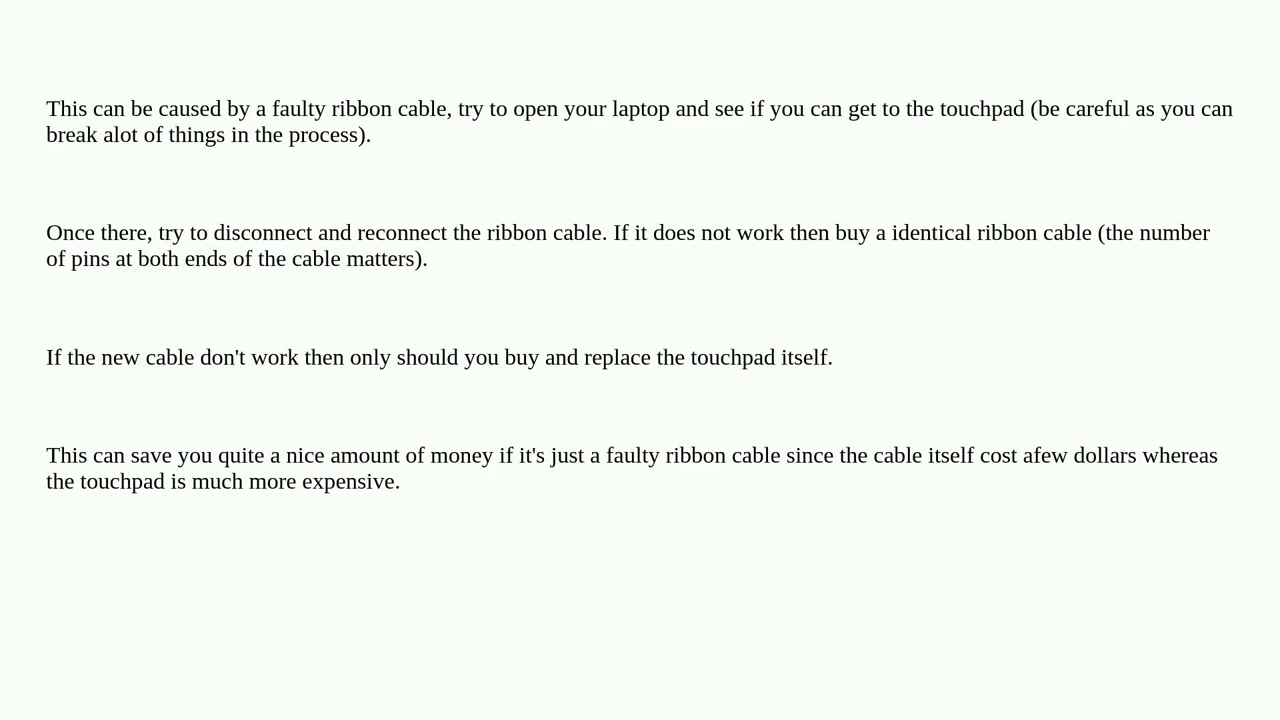 This can be caused by a faulty ribbon cable, try to open your laptop and see if you can get to the touchpad (be careful as you can
break alot of things in the process).
Once there, try to disconnect and reconnect the ribbon cable. If it does not work then buy a identical ribbon cable (the number
of pins at both ends of the cable matters).
If the new cable don't work then only should you buy and replace the touchpad itself.
This can save you quite a nice amount of money if it's just a faulty ribbon cable since the cable itself cost afew dollars whereas
the touchpad is much more expensive.